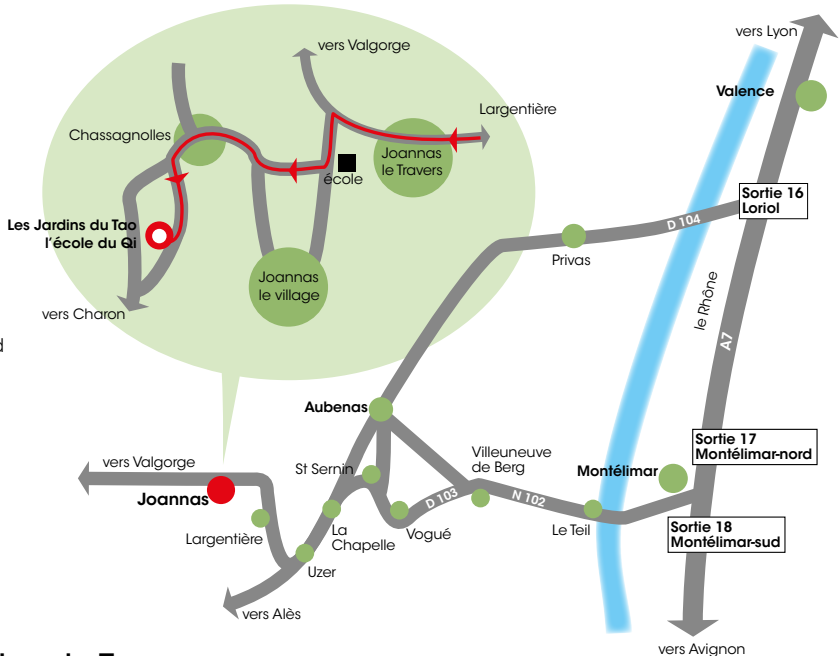 vers Lyon
vers Valgorge
Valence
Largentière
Chassagnolles
Joannas
le Travers
école
Sortie 16
Loriol
D 104
Les Jardins du Tao
l'école du Qi
Privas
Joannas
le village
le Rhône
vers Charon
A7
d
Aubenas
Sortie 17
Montélimar-nord
Villeuneuve
de Berg
vers Valgorge
St Sernin
Montélimar
Joannas
D 103
N 102
Largentière
La
Chapelle
Vogué
Le Teil
Sortie 18
Montélimar-sud
Uzer
vers Alès
vers Avignon